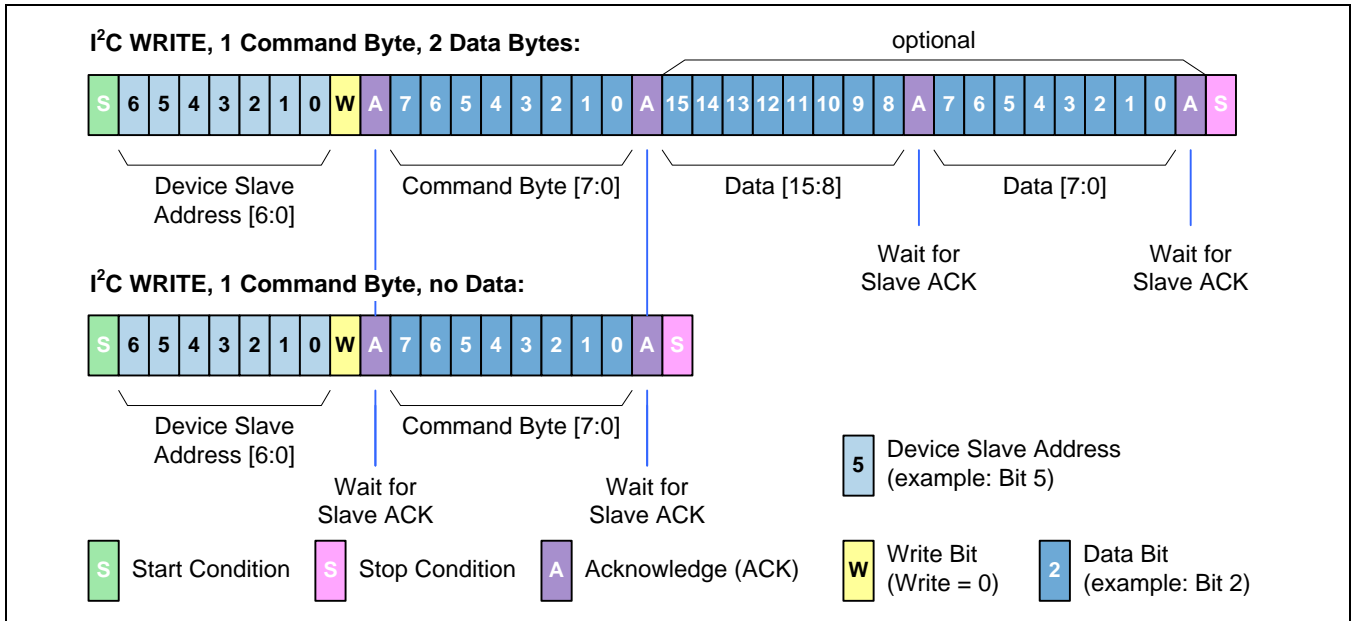 I²C WRITE, 1 Command Byte, 2 Data Bytes:
optional
S 6 5 4 3 2 1 0 W A 7 6 5 4 3 2 1 0 A 15 14 13 12 11 10 9 8 A 7 6 5 4 3 2 1 0 A S
Device Slave
Address [6:0]
Command Byte [7:0]
Data [15:8]
Data [7:0]
Wait for
Slave ACK
Wait for
Slave ACK
I²C WRITE, 1 Command Byte, no Data:
S 6 5 4 3 2 1 0 W A 7 6 5 4 3 2 1 0 A S
Device Slave
Address [6:0]
Command Byte [7:0]
Wait for
Slave ACK
Wait for
Slave ACK
5 Device Slave Address
(example: Bit 5)
S Start Condition
S Stop Condition
A Acknowledge (ACK)
W Write Bit
(Write = 0)
2 Data Bit
(example: Bit 2)